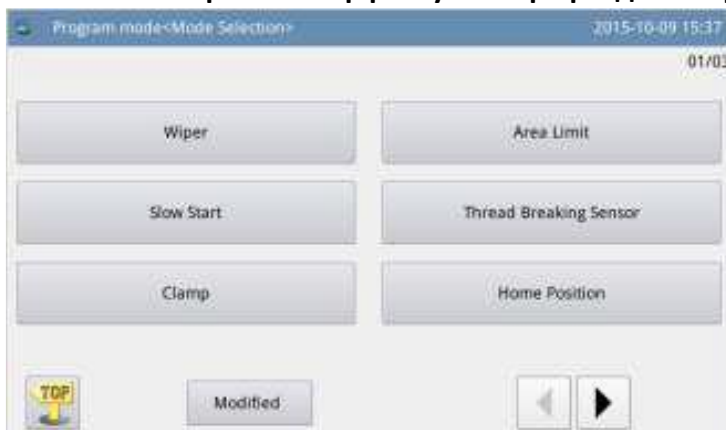 Program mode<Mode Selection> 2015-10-09 15:37
01/03
Wiper Area Limit
Slow Start Thread Breaking Sensor
Clamp Home Position
TOP Modified